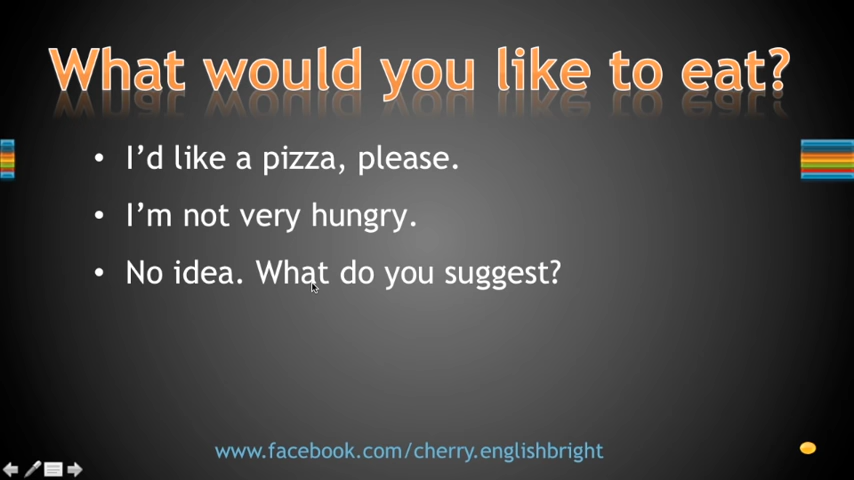 What would you like to eat?
• I’d like a pizza, please.
• I’m not very hungry.
• No idea. What do you suggest?
www.facebook.com/cherry.englishbright